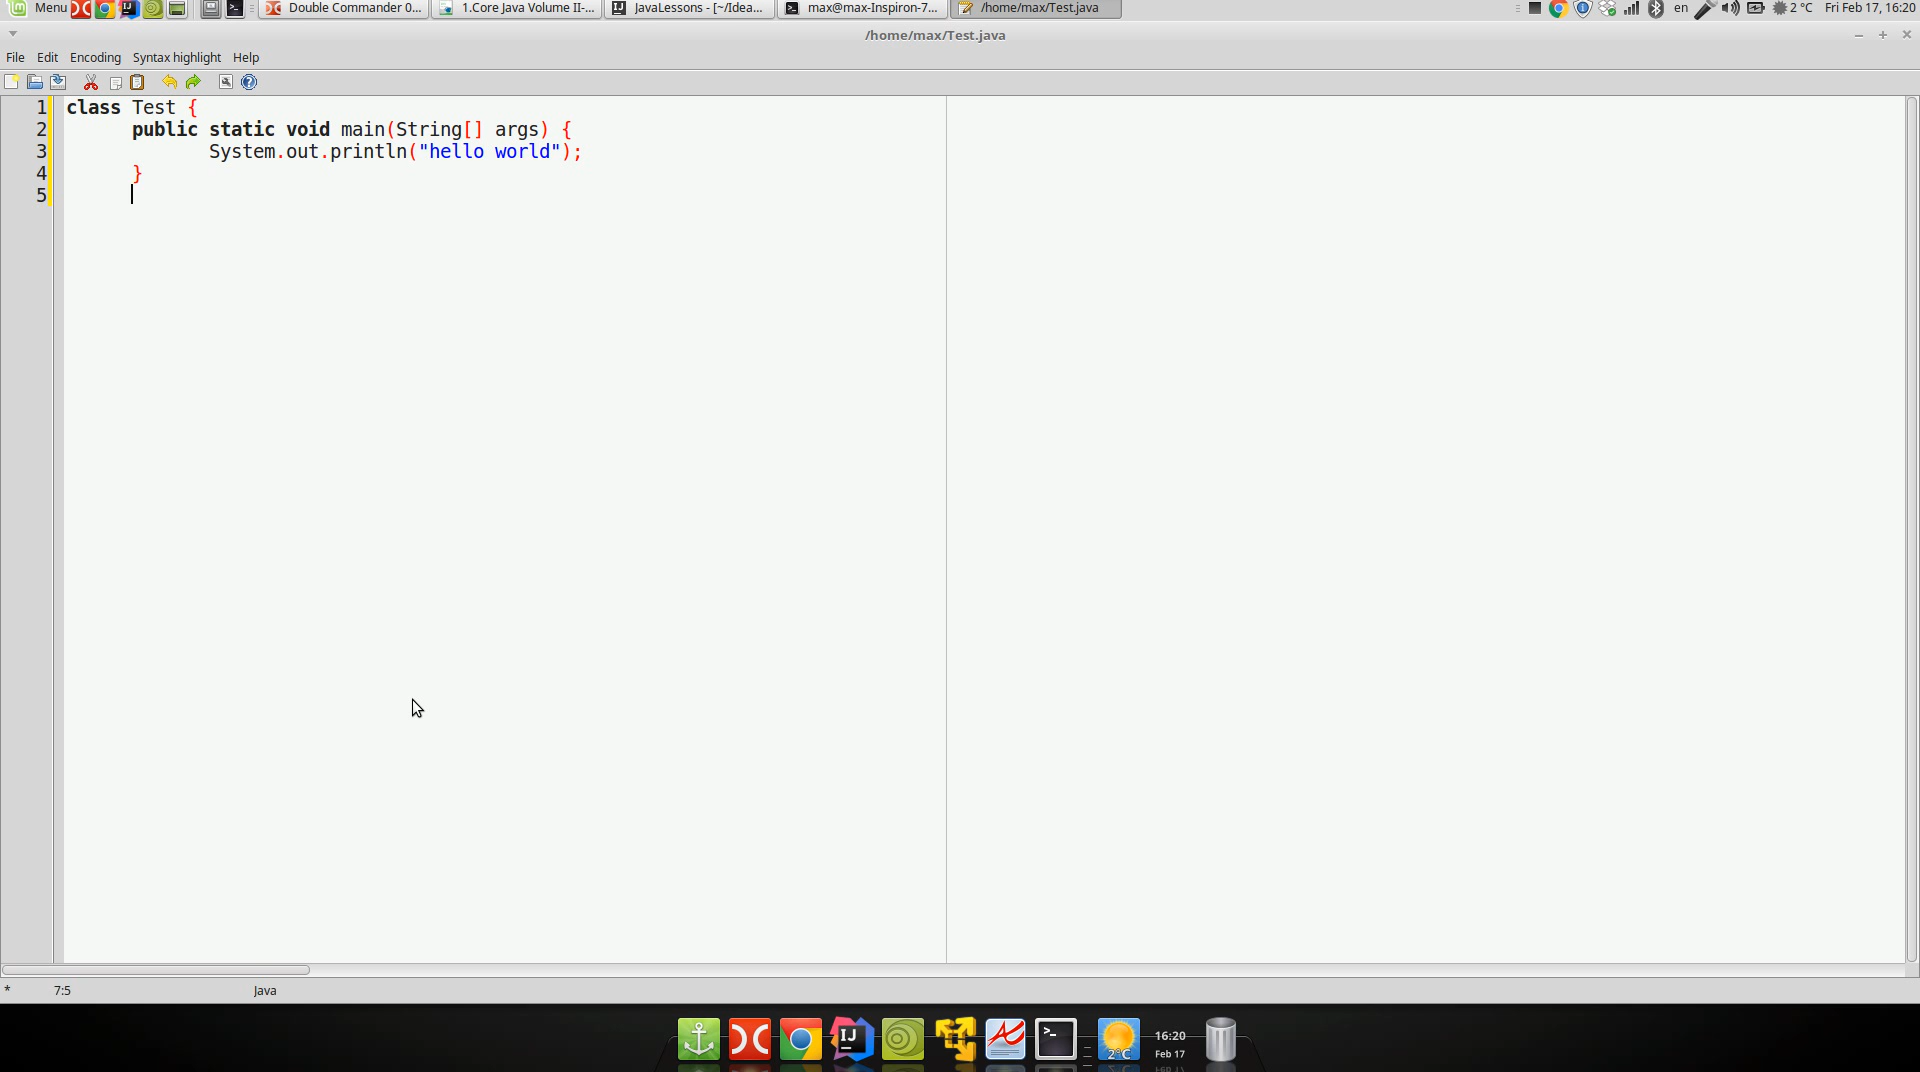 Menu
Double Commander 0...
1.Core Java Volume II-...
JavaLessons - [~/Idea...
max@max-Inspiron-7...
/home/max/Test.java
en
2 °C
Fri Feb 17, 16:20
/home/max/Test.java
File Edit Encoding Syntax highlight Help
1 class Test {
2 public static void main(String[] args) {
3 System.out.println("hello world");
4 }
5
* 7:5 Java
IJ
2°C
16:20
Feb 17